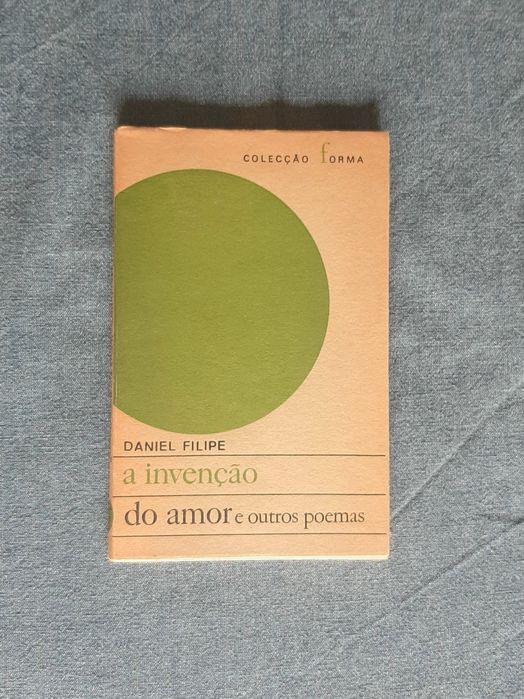 COLECÇÃO fORMA
DANIEL FILIPE
a invenção
do amor e outros poemas